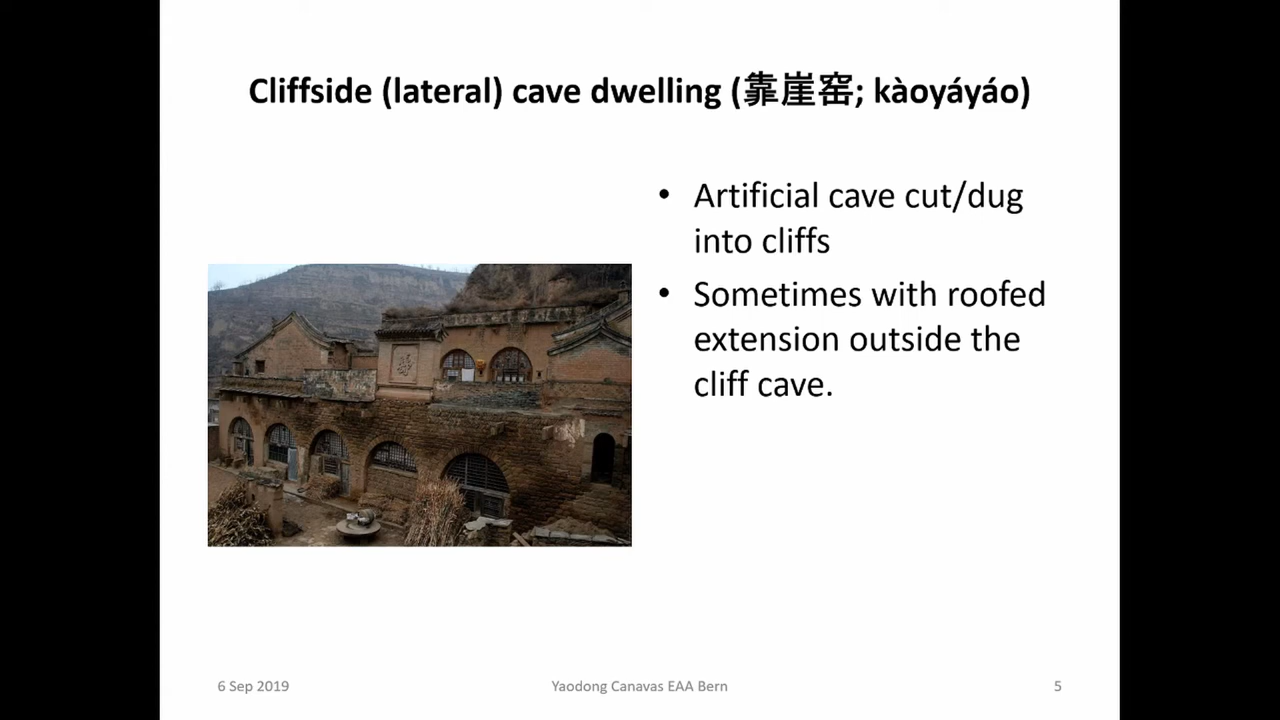 Cliffside (lateral) cave dwelling (靠崖窑; kàoyáyáo)
• Artificial cave cut/dug
into cliffs
• Sometimes with roofed
extension outside the
cliff cave.
6 Sep 2019
Yaodong Canavas EAA Bern
5